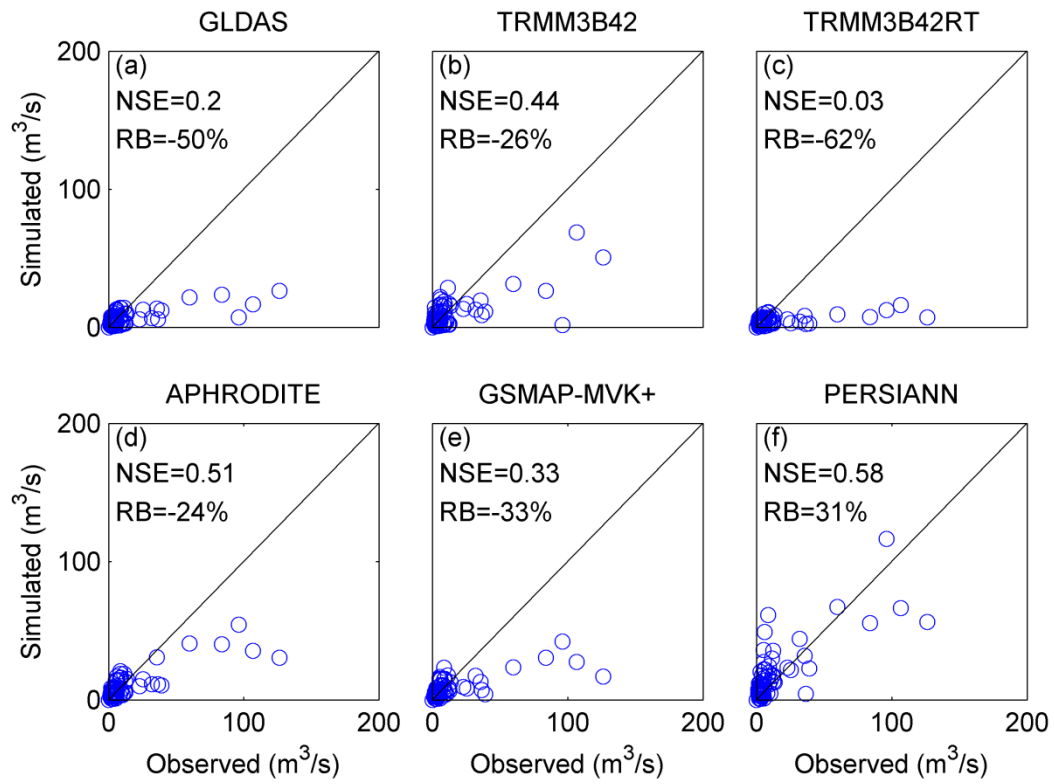 GLDAS
TRMM3B42
TRMM3B42RT
200
(a)
NSE=0.2
RB=-50%
(b)
NSE=0.44
RB=-26%
(c)
NSE=0.03
RB=-62%
100
0
Simulated (m³/s)
APHRODITE
GSMAP-MVK+
PERSIANN
200
(d)
NSE=0.51
RB=-24%
(e)
NSE=0.33
RB=-33%
(f)
NSE=0.58
RB=31%
100
0
Simulated (m³/s)
0 100 200
0 100 200
0 100 200
Observed (m³/s)
Observed (m³/s)
Observed (m³/s)